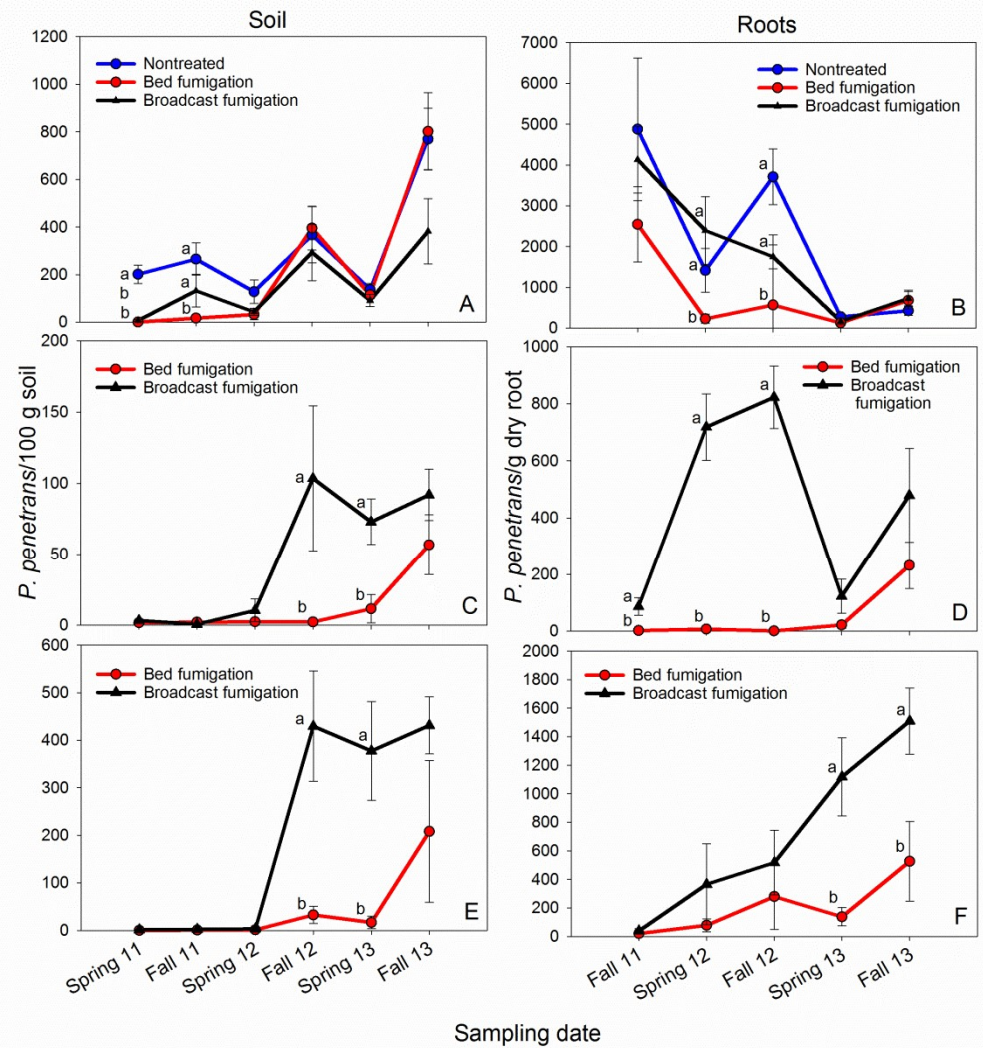 Soil
1200
1000
800
600
400
200
0
Nontreated
Bed fumigation
Broadcast fumigation
a
b
b
a
a
b
A
Roots
7000
6000
5000
4000
3000
2000
1000
0
Nontreated
Bed fumigation
Broadcast fumigation
a
a
b
a
a
b
B
P. penetrans/100 g soil
200
150
100
50
0
Bed fumigation
Broadcast fumigation
a
a
b
b
C
P. penetrans/g dry root
1000
800
600
400
200
0
Bed fumigation
Broadcast
fumigation
a
b
a
b
a
b
D
600
500
400
300
200
100
0
Bed fumigation
Broadcast fumigation
a
a
b
b
E
Spring 11
Fall 11
Spring 12
Fall 12
Spring 13
Fall 13
2000
1800
1600
1400
1200
1000
800
600
400
200
0
Bed fumigation
Broadcast fumigation
a
a
b
b
F
Fall 11
Spring 12
Fall 12
Spring 13
Fall 13
Sampling date